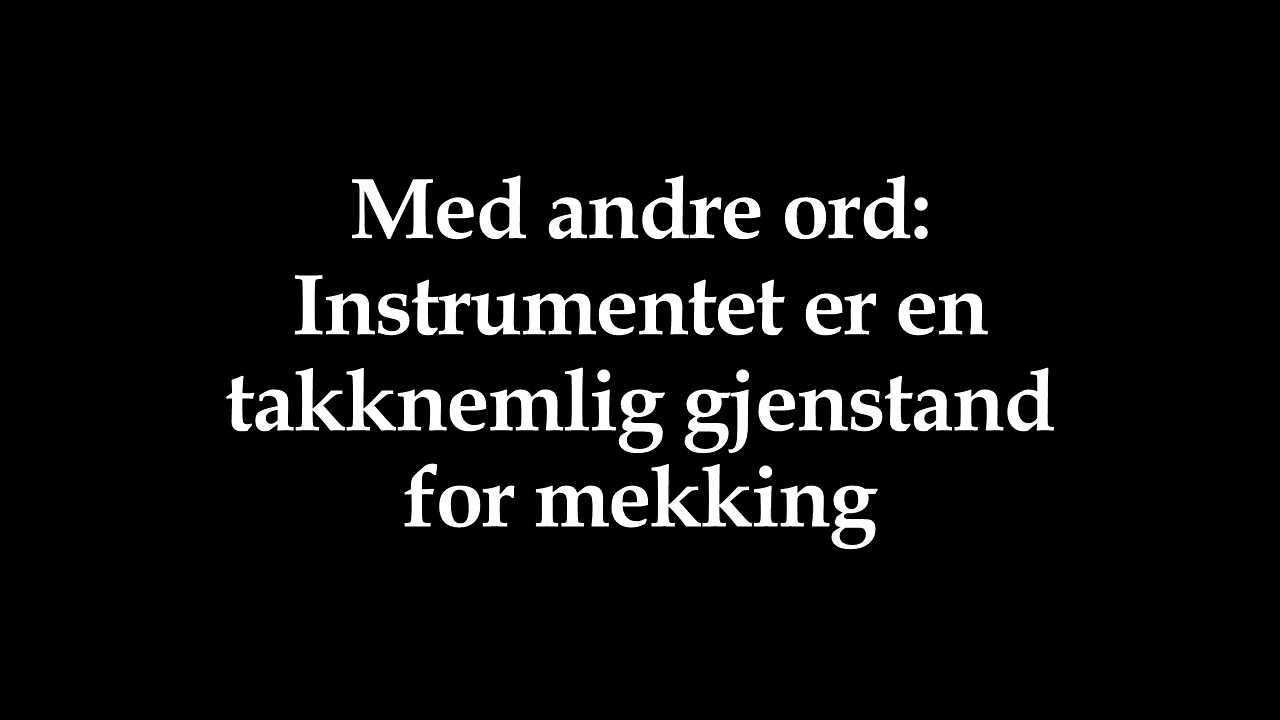 Med andre ord:
Instrumentet er en
takknemlig gjenstand
for mekking